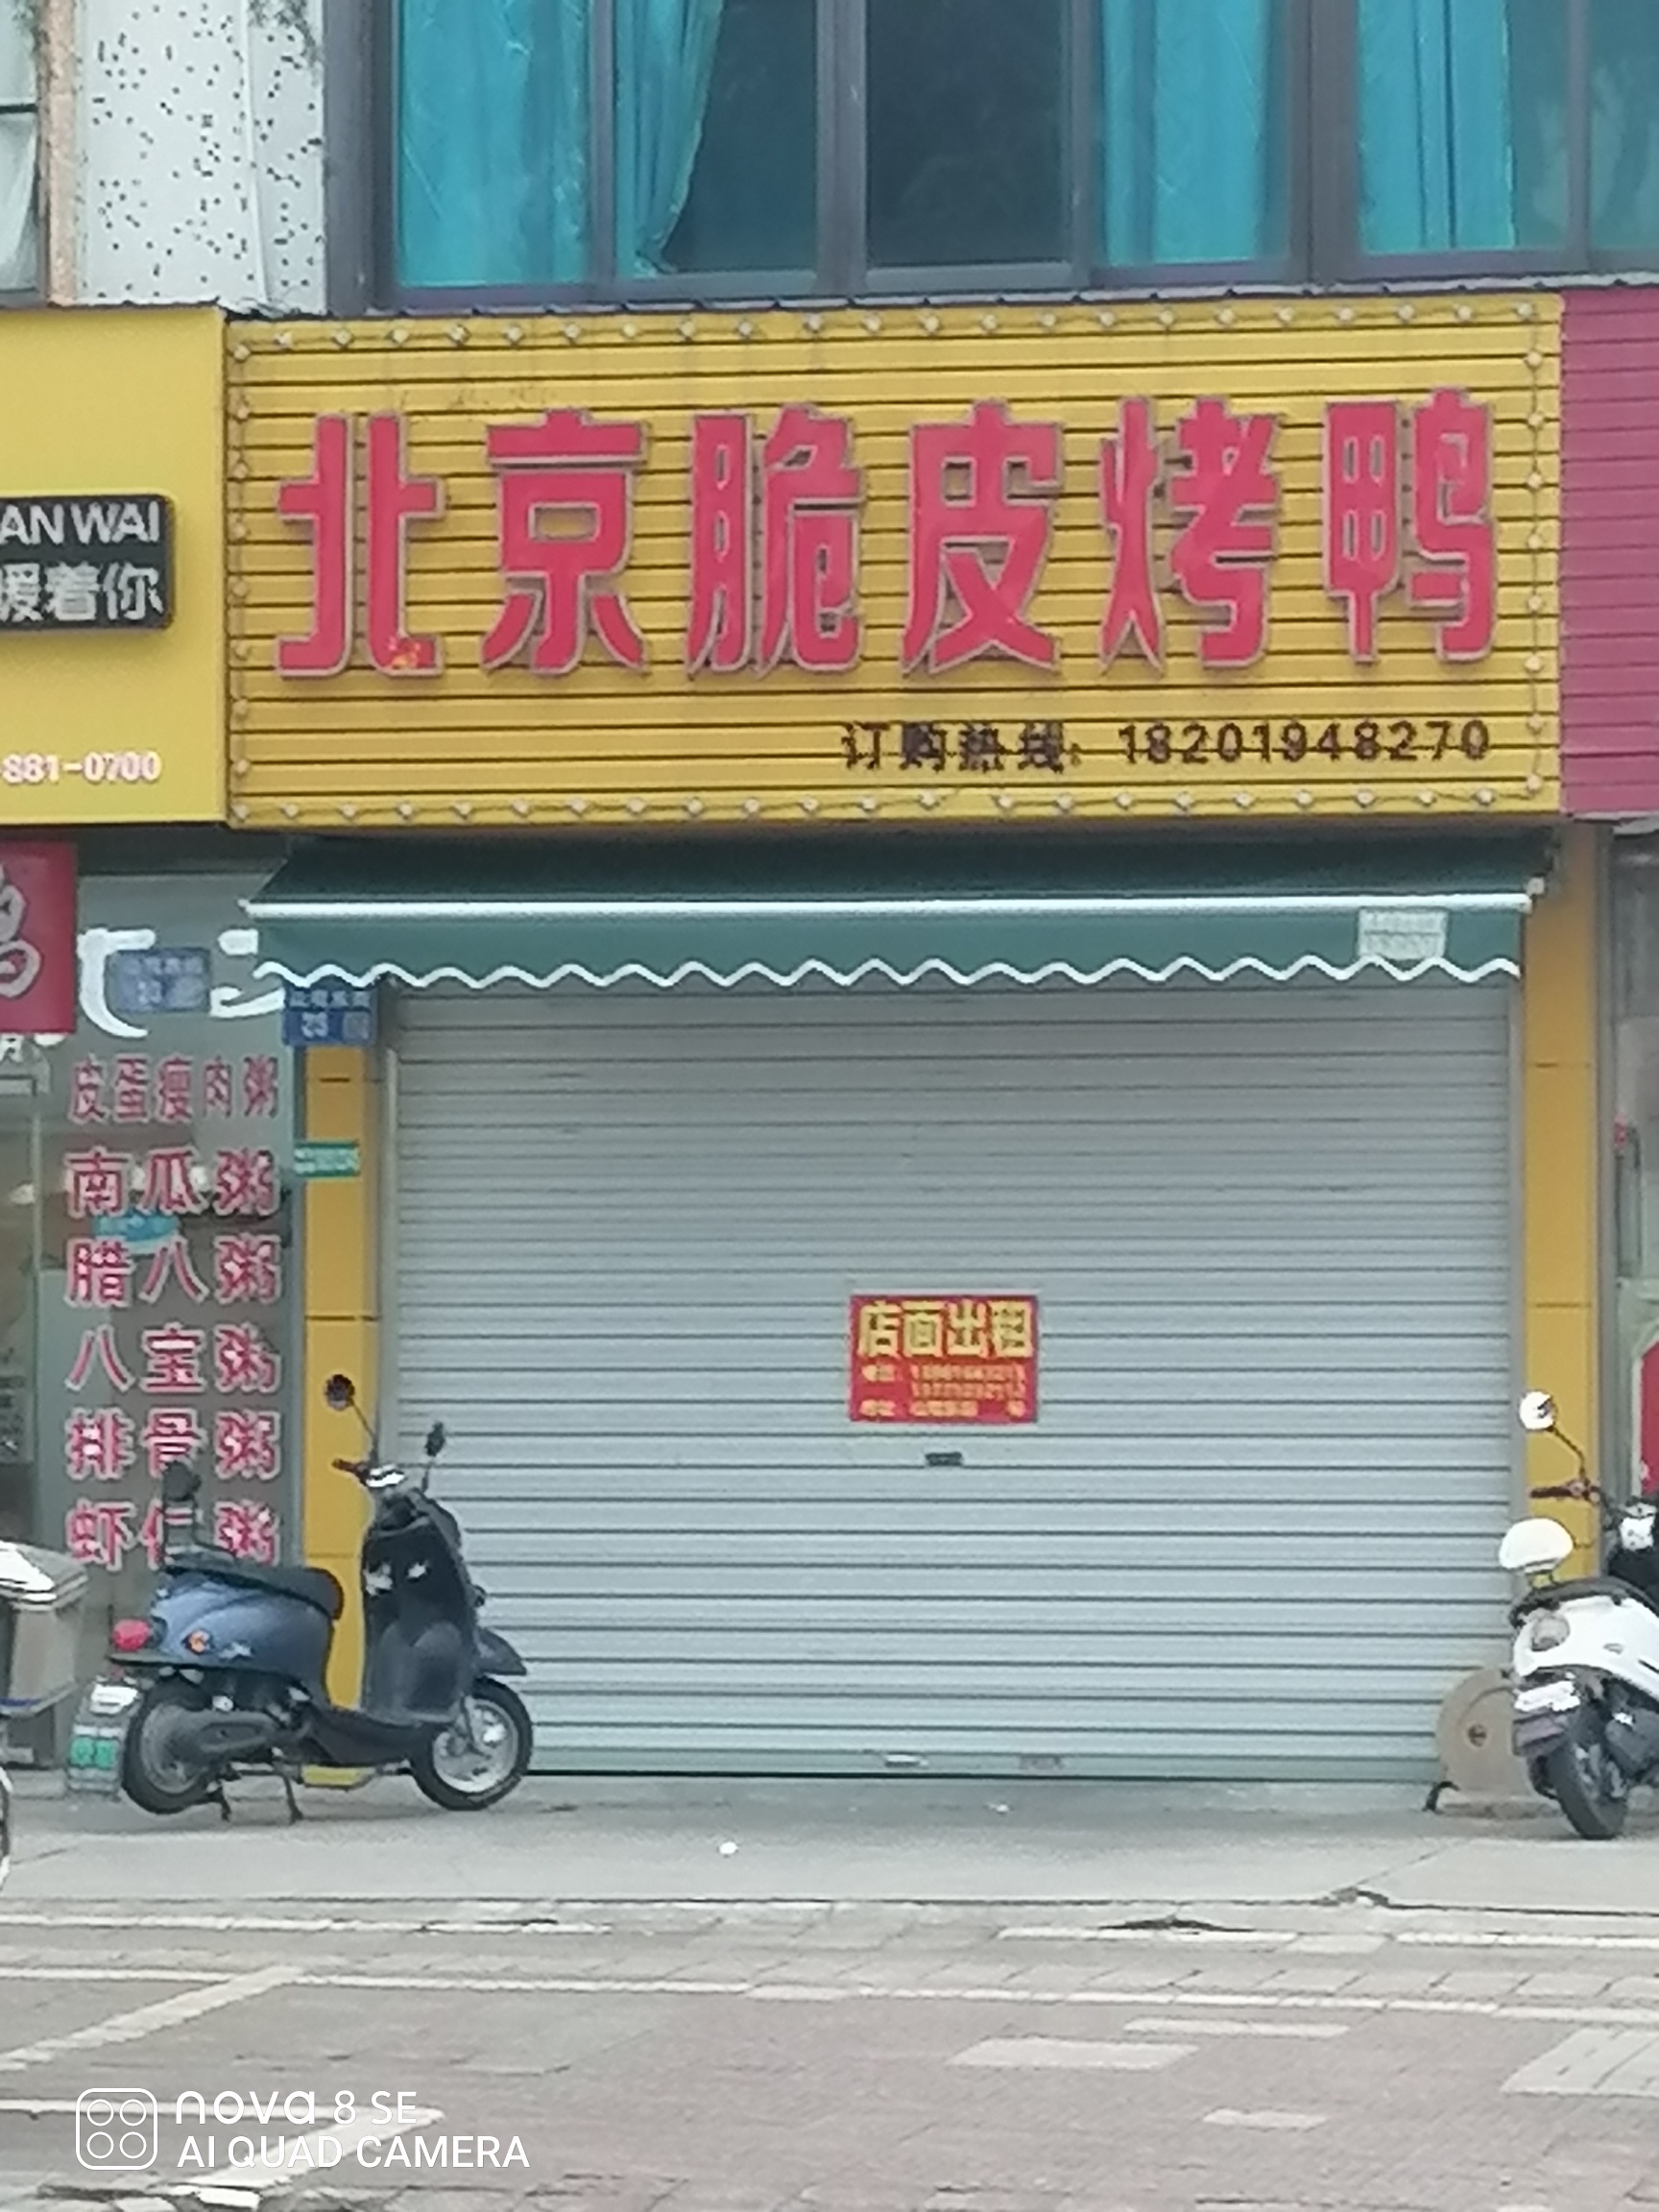 北京脆皮烤鸭
订购热线：18201948270
ANWAI
暖着你
881-0700
皮蛋瘦肉粥
南瓜粥
腊八粥
八宝粥
排骨粥
虾仁粥
店面出租
23
nova 8 SE
AI QUAD CAMERA